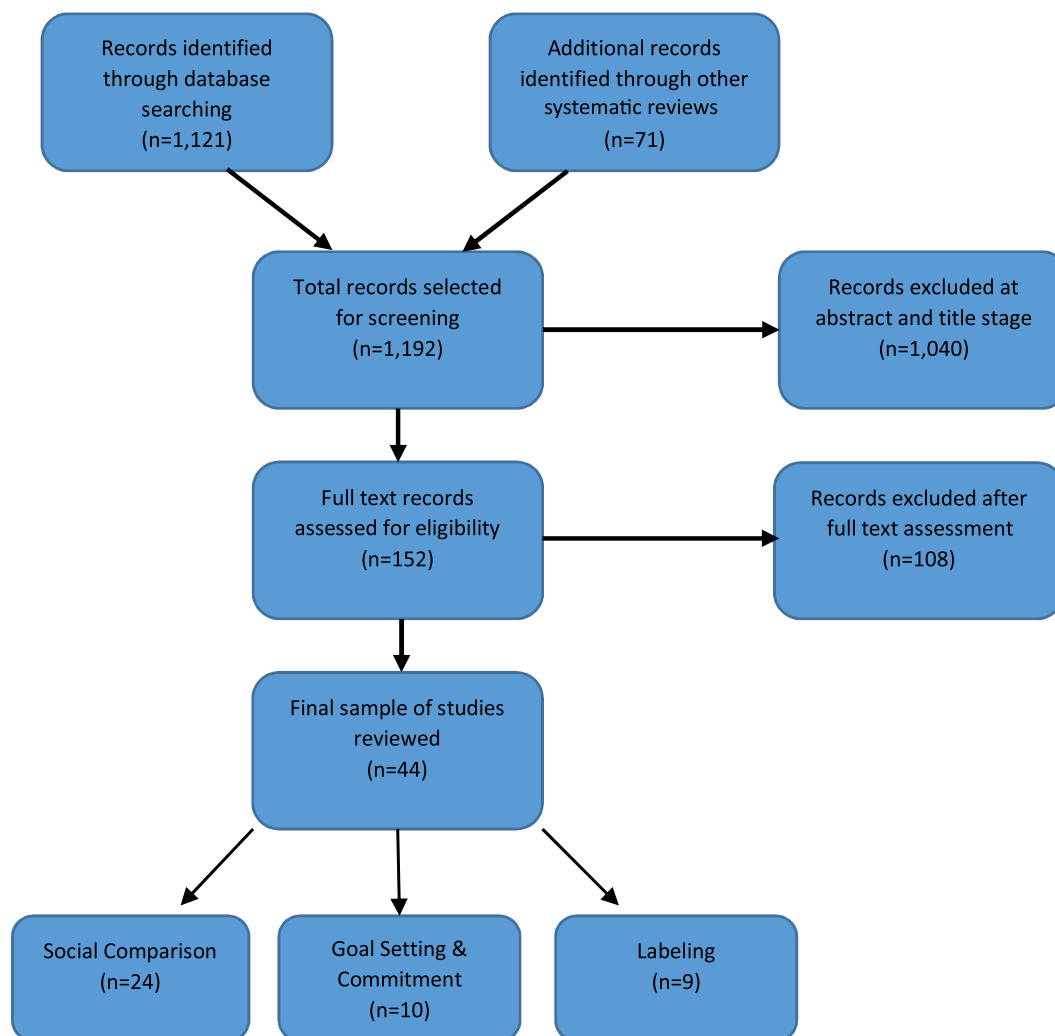 Records identified
through database
searching
(n=1,121)
Additional records
identified through other
systematic reviews
(n=71)
Total records selected
for screening
(n=1,192)
Records excluded at
abstract and title stage
(n=1,040)
Full text records
assessed for eligibility
(n=152)
Records excluded after
full text assessment
(n=108)
Final sample of studies
reviewed
(n=44)
Social Comparison
(n=24)
Goal Setting &
Commitment
(n=10)
Labeling
(n=9)